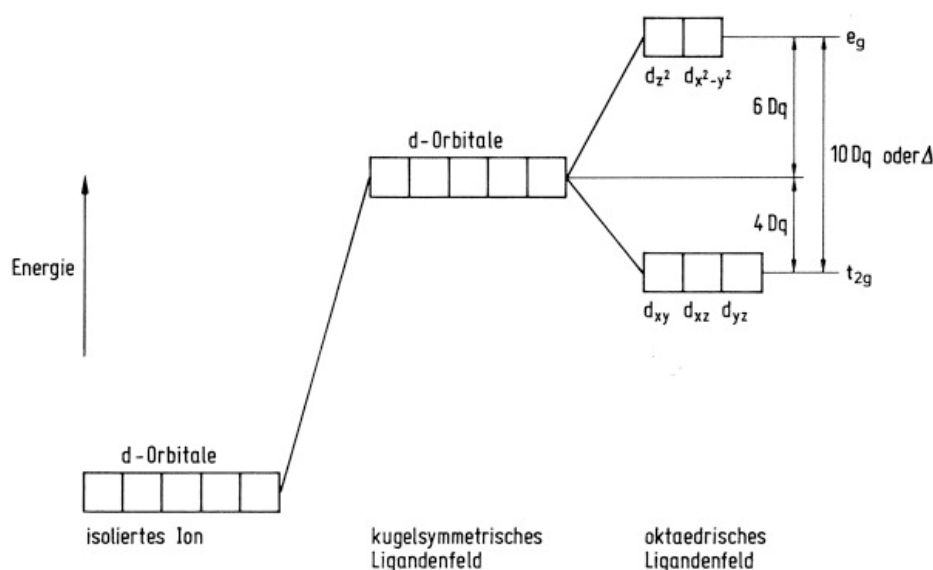 e_g
d_z² d_x²-y²
6 Dq
d-Orbitale
10 Dq oder Δ
4 Dq
Energie
t_2g
d_xy d_xz d_yz
d-Orbitale
isoliertes Ion
kugelsymmetrisches
Ligandenfeld
oktaedrisches
Ligandenfeld